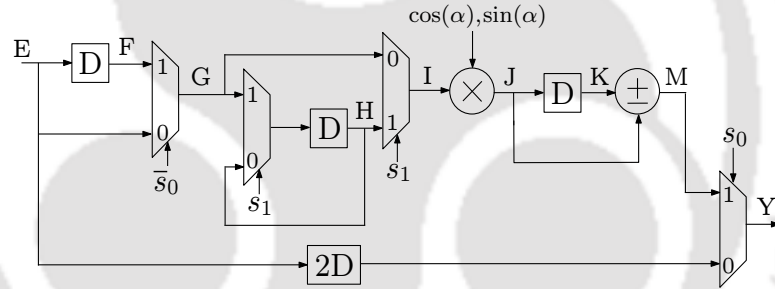 cos(α),sin(α)
E
D
F
1
0
s̄₀
G
1
0
s₁
D
H
0
1
s₁
I
×
J
D
K
±
M
s₀
1
0
Y
2D